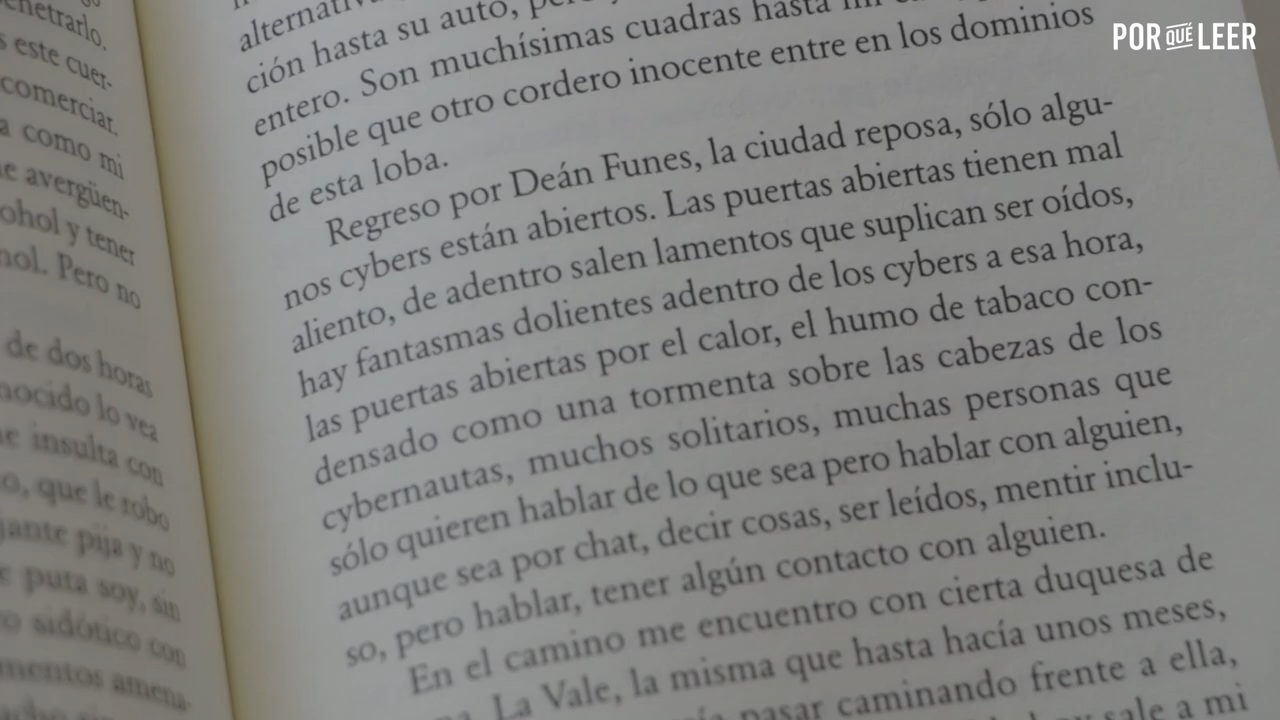 netrarlo.
este cuer-
comerciar.
como mi
avergüen-
ohol y tener
hol. Pero no
de dos horas
nocido lo vea
insulta con
que le robo
jante pija y no
puta soy, sin
sidótico con
mentos amena-
ción hasta su auto,
entero. Son muchísimas cuadras hasta mi
posible que otro cordero inocente entre en los dominios
de esta loba.
Regreso por Deán Funes, la ciudad reposa, sólo algu-
nos cybers están abiertos. Las puertas abiertas tienen mal
aliento, de adentro salen lamentos que suplican ser oídos,
hay fantasmas dolientes adentro de los cybers a esa hora,
las puertas abiertas por el calor, el humo de tabaco con-
densado como una tormenta sobre las cabezas de los
cybernautas, muchos solitarios, muchas personas que
sólo quieren hablar de lo que sea pero hablar con alguien,
aunque sea por chat, decir cosas, ser leídos, mentir inclu-
so, pero hablar, tener algún contacto con alguien.
En el camino me encuentro con cierta duquesa de
La Vale, la misma que hasta hacía unos meses,
pasar caminando frente a ella,
sale a mi
POR QUÉ LEER